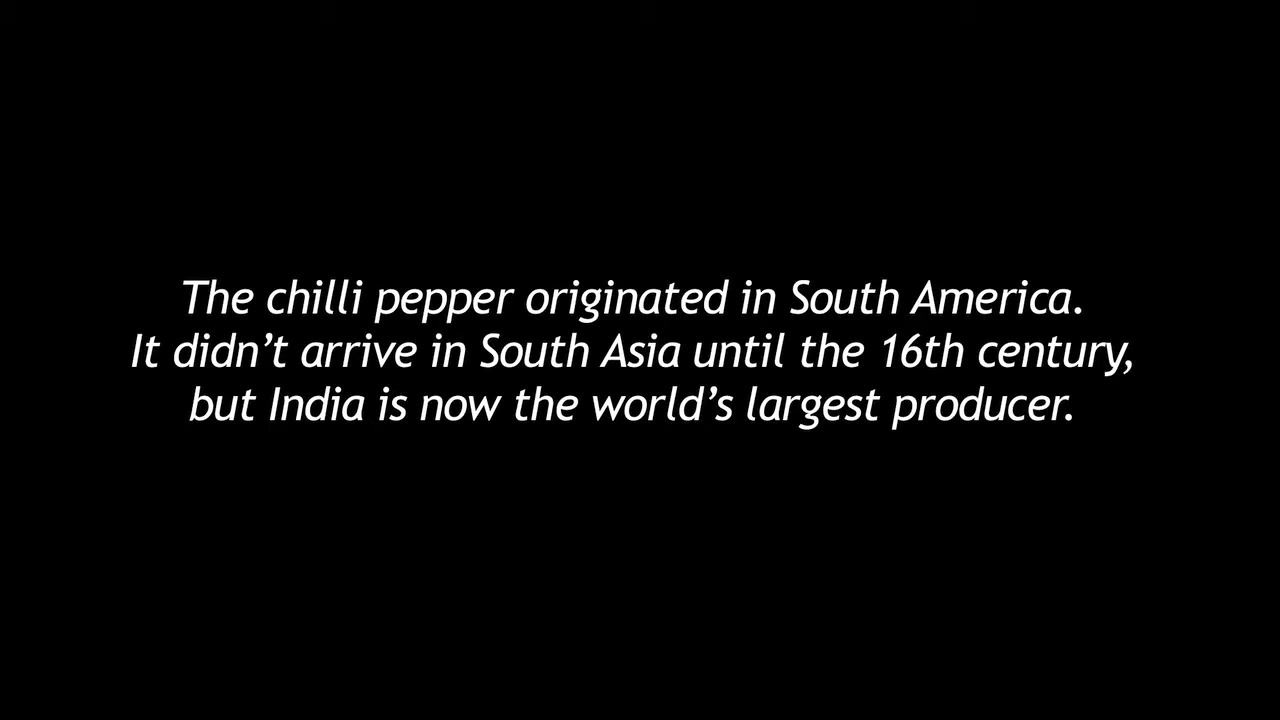 The chilli pepper originated in South America.
It didn’t arrive in South Asia until the 16th century,
but India is now the world’s largest producer.